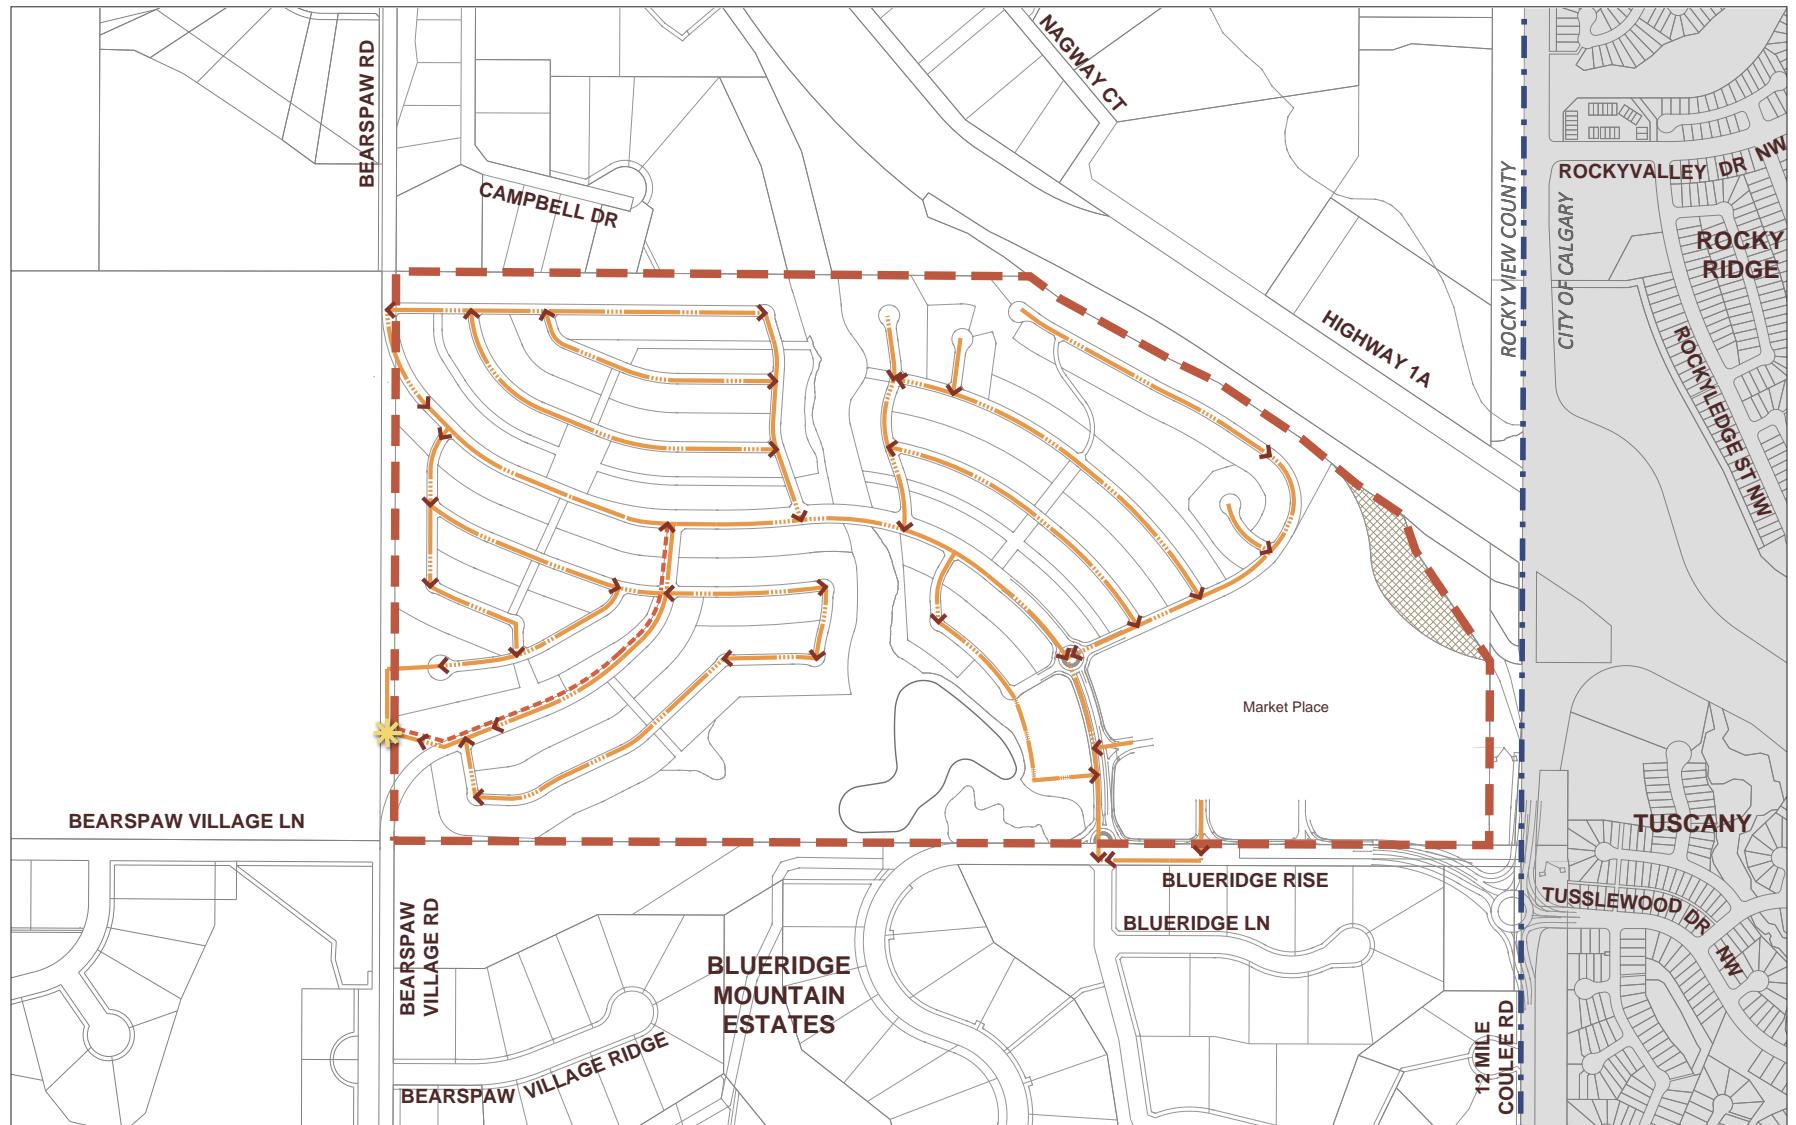 NAGWAY CT
BEARSPAW RD
CAMPBELL DR
ROCKYVALLEY DR NW
ROCKY VIEW COUNTY
CITY OF CALGARY
ROCKY
RIDGE
HIGHWAY 1A
ROCKYLEDGE ST NW
Market Place
BEARSPAW VILLAGE LN
TUSCANY
BLUERIDGE RISE
TUSSLEWOOD DR NW
BLUERIDGE LN
BEARSPAW
VILLAGE RD
BLUERIDGE
MOUNTAIN
ESTATES
12 MILE
COULEE RD
BEARSPAW VILLAGE RIDGE